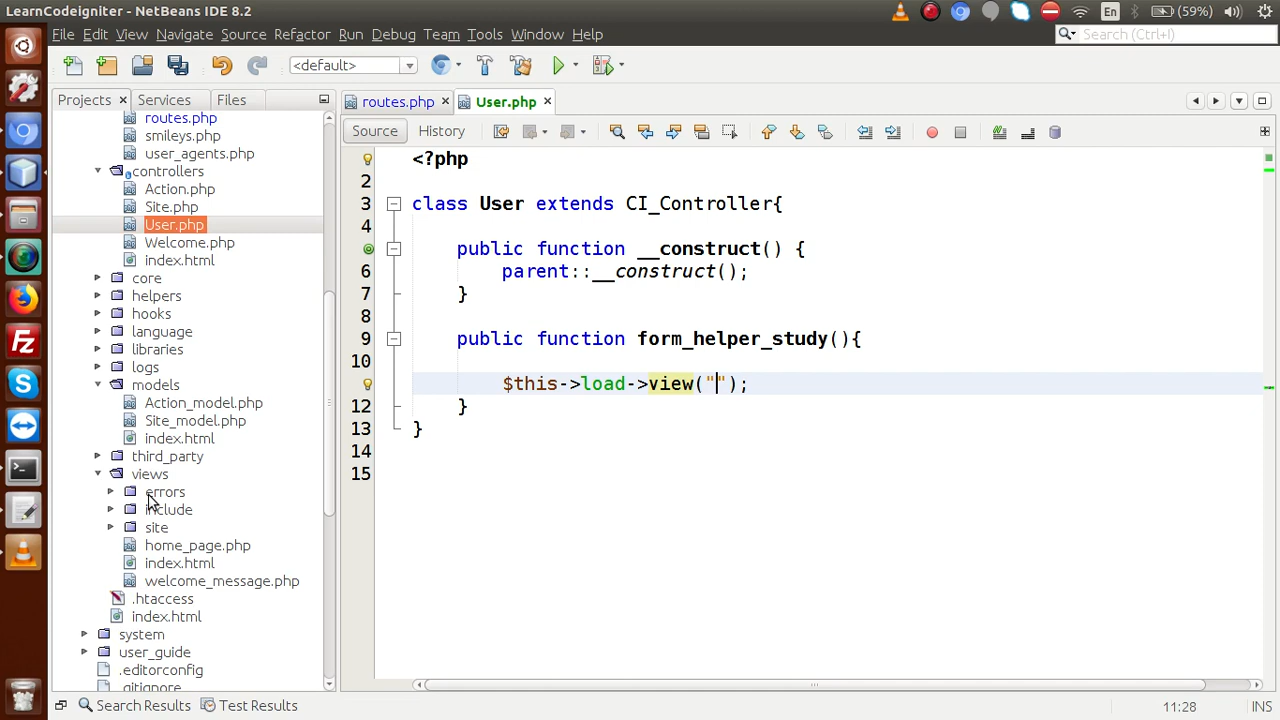 LearnCodeigniter - NetBeans IDE 8.2
En
(59%)
File Edit View Navigate Source Refactor Run Debug Team Tools Window Help
Search (Ctrl+I)
<default>
Projects Services Files
routes.php User.php
Source History
routes.php
smileys.php
user_agents.php
controllers
Action.php
Site.php
User.php
Welcome.php
index.html
core
helpers
hooks
language
libraries
logs
models
Action_model.php
Site_model.php
index.html
third_party
views
errors
include
site
home_page.php
index.html
welcome_message.php
.htaccess
index.html
system
user_guide
.editorconfig
.gitignore
<?php
2
3 class User extends CI_Controller{
4
public function __construct() {
6 parent::__construct();
7 }
8
9 public function form_helper_study(){
10
$this->load->view("");
12 }
13 }
14
15
Search Results Test Results
11:28 INS